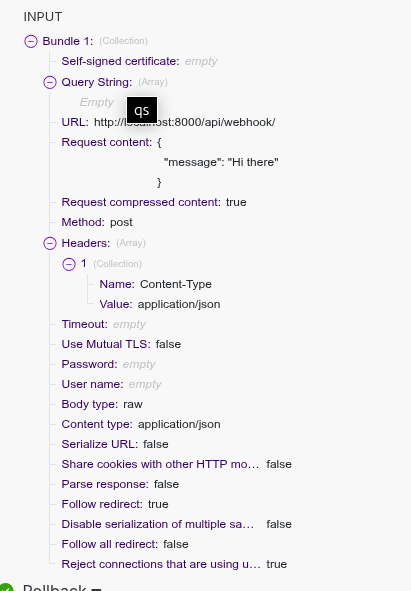 INPUT
Bundle 1: (Collection)
Self-signed certificate: empty
Query String: (Array)
Empty
qs
URL: http://localhost:8000/api/webhook/
Request content: {
"message": "Hi there"
}
Request compressed content: true
Method: post
Headers: (Array)
1 (Collection)
Name: Content-Type
Value: application/json
Timeout: empty
Use Mutual TLS: false
Password: empty
User name: empty
Body type: raw
Content type: application/json
Serialize URL: false
Share cookies with other HTTP mo... false
Parse response: false
Follow redirect: true
Disable serialization of multiple sa... false
Follow all redirect: false
Reject connections that are using u... true
Rollback